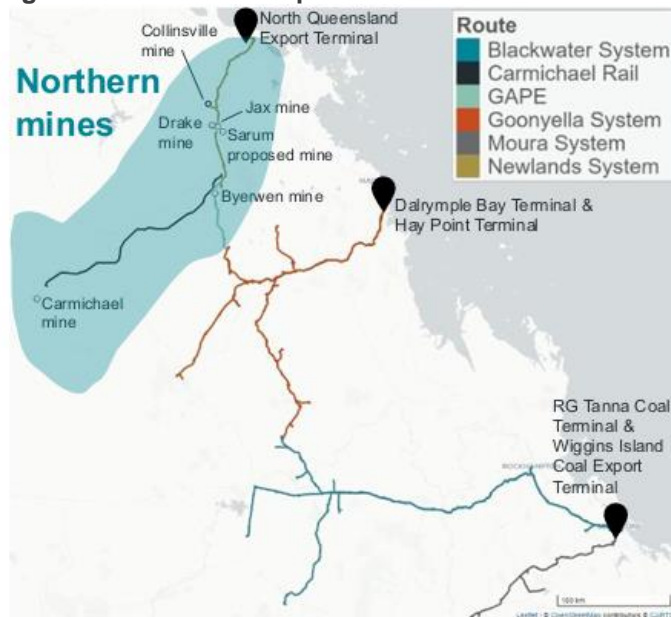 North Queensland
Export Terminal
Collinsville
mine
Northern
mines
Jax mine
Drake
mine
Sarum
proposed mine
Byerwen mine
Carmichael
mine
Dalrymple Bay Terminal &
Hay Point Terminal
RG Tanna Coal
Terminal &
Wiggins Island
Coal Export
Terminal
Route
Blackwater System
Carmichael Rail
GAPE
Goonyella System
Moura System
Newlands System
100 km